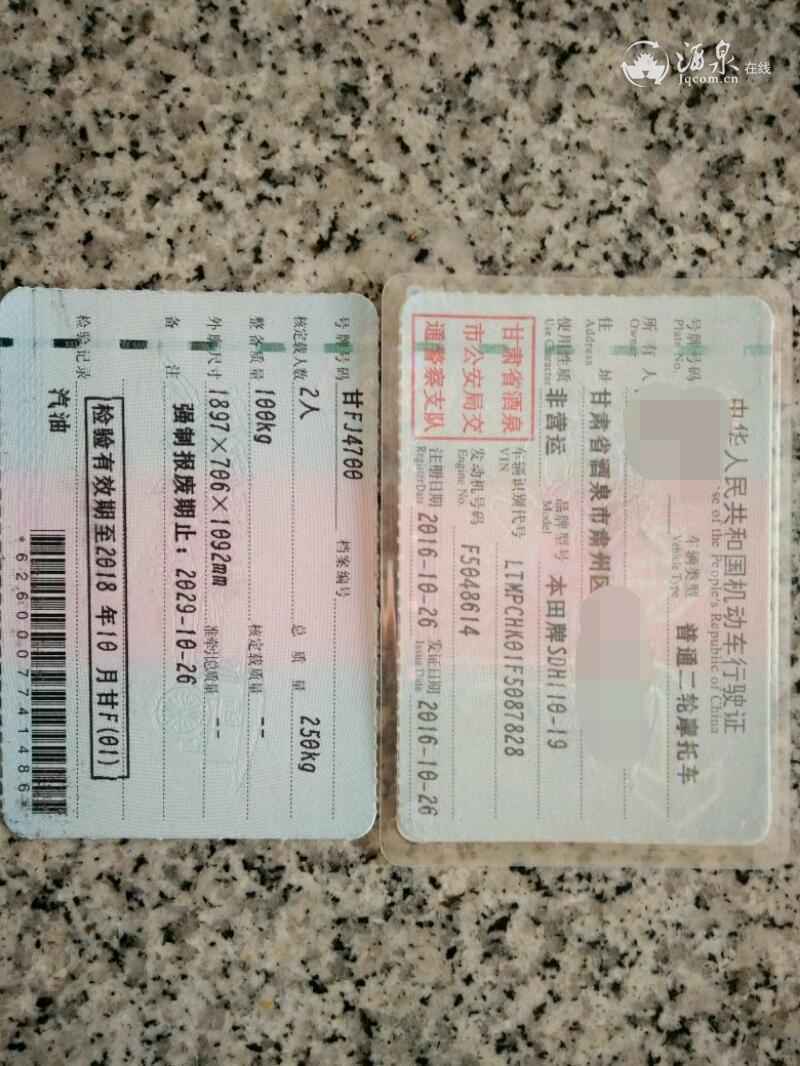 酒泉在线
Jqcom.cn
中华人民共和国机动车行驶证
se of the People's Republic of China
号牌号码
Plate No.
车辆类型 普通二轮摩托车
Vehicle Type
所有人
Owner
住址 甘肃省酒泉市肃州区
Address
使用性质 非营运 品牌型号 本田牌SDH110-19
Use Character Model
甘肃省酒泉
市公安局交
通警察支队
车辆识别代号 LTMPCHK01F5087828
VIN
发动机号码 F5048614
Engine No.
注册日期 2016-10-26 发证日期 2016-10-26
Register Date Issue Date
号牌号码 甘FJ4700 档案编号
核定载人数 2人 总质量 250kg
整备质量 100kg 核定载质量 --
外廓尺寸 1897×706×1092mm 准牵引总质量 --
备注 强制报废期止：2029-10-26
检验有效期至2018 年10 月甘F(01)
检验记录
汽油
*6260007741486*